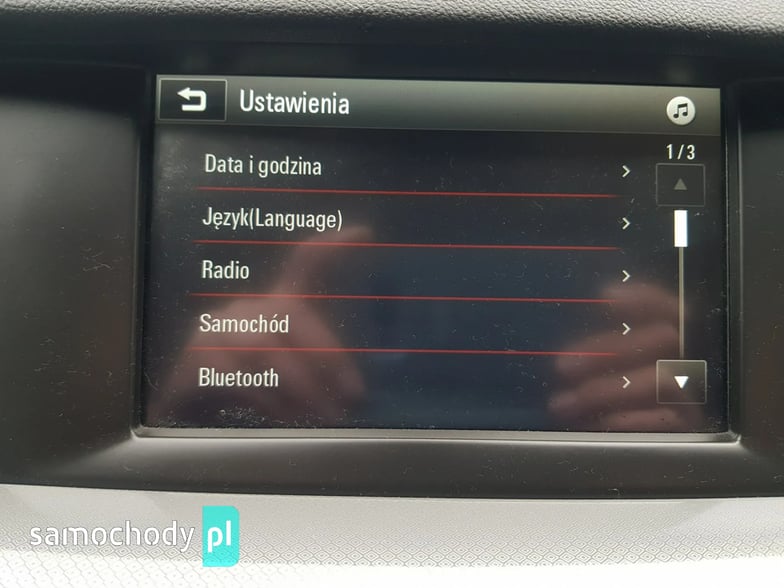 Ustawienia
1/3
Data i godzina
Język(Language)
Radio
Samochód
Bluetooth
samochody pl